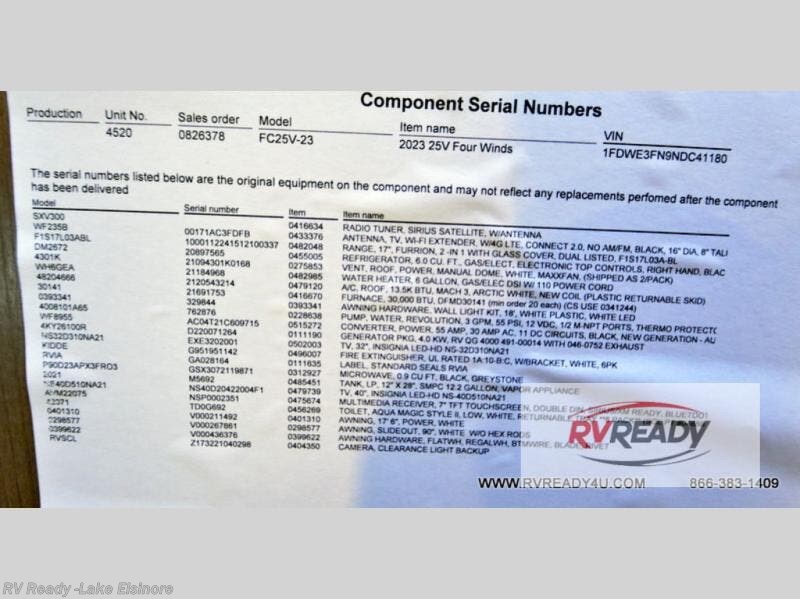 Component Serial Numbers
Production Unit No. Sales order Model Item name VIN
4520 0826378 FC25V-23 2023 25V Four Winds 1FDWE3FN9NDC41180
The serial numbers listed below are the original equipment on the component and may not reflect any replacements perfomed after the component
has been delivered
Model Serial number Item Item name
SXV300 0416634 RADIO TUNER, SIRIUS SATELLITE, W/ANTENNA
WF235B 00171AC3FDFB 0433376 ANTENNA, TV, WI-FI EXTENDER, W/4G LTE, CONNECT 2.0, NO AM/FM, BLACK, 16" DIA, 8" TALL
F1S17L03ABL 1000112241512100337 0482048 RANGE, 17", FURRION, 2-IN 1 WITH GLASS COVER, DUAL LISTED, F1S17L03A-BL
DM2672 20897565 0455005 REFRIGERATOR, 6.0 CU. FT., GAS/ELECT, ELECTRONIC TOP CONTROLS, RIGHT HAND, BLAC
4301K 21094301K0168 0275853 VENT, ROOF, POWER, MANUAL DOME, WHITE, MAXXFAN, (SHIPPED AS 2/PACK)
WH6GEA 21184968 0482985 WATER HEATER, 6 GALLON, GAS/ELEC DSI W/110 POWER CORD
48204666 2120543214 0479120 A/C, ROOF, 13.5K BTU, MACH 3, ARCTIC WHITE, NEW COIL (PLASTIC RETURNABLE SKID)
30141 21691753 0416670 FURNACE, 30,000 BTU, DFMD30141 (min order 20 each) (CS USE 0341244)
0393341 329844 0393341 AWNING HARDWARE, WALL LIGHT KIT, 18', WHITE PLASTIC, WHITE LED
4008101A65 762876 0228638 PUMP, WATER, REVOLUTION, 3 GPM, 55 PSI, 12 VDC, 1/2 M-NPT PORTS, THERMO PROTECTO
WF8955 AC04T21C609715 0515272 CONVERTER, POWER, 55 AMP, 30 AMP AC, 11 DC CIRCUITS, BLACK, NEW GENERATION - AU
4KY26100R D220071264 0111190 GENERATOR PKG, 4.0 KW, RV QG 4000 491-00014 WITH 046-0752 EXHAUST
NS32D310NA21 EXE3202001 0502003 TV, 32", INSIGNIA LED-HD NS-32D310NA21
KIDDE G951951142 0496007 FIRE EXTINGUISHER, UL RATED 1A:10-B:C, W/BRACKET, WHITE, 6PK
RVIA GA028164 0111635 LABEL, STANDARD SEALS RVIA
P90D23APX3FRO3 GSX3072119871 0312927 MICROWAVE, 0.9 CU FT, BLACK, GREYSTONE
2021 M5692 0485451 TANK, LP, 12" X 28", SMPC 12.2 GALLON, VAPOR APPLIANCE
NS40D510NA21 NS40D20422004F1 0479739 TV, 40", INSIGNIA LED-HD NS-40D510NA21
NSP0002351 0475674 MULTIMEDIA RECEIVER, 7" TFT TOUCHSCREEN, DOUBLE DIN,
TD0G692 0456269 TOILET, AQUA MAGIC STYLE II, LOW, WHITE,
0401310 V000211492 0401310 AWNING, 17' 6", POWER, WHITE
0298577 V000267861 0298577 AWNING, SLIDEOUT, 90", WHITE W/O HEX RODS
0399622 V000436376 0399622 AWNING HARDWARE, FLATWH, REGALWH, BTMWIRE, BLADE, RIVET
RVSCL Z173221040298 0404350 CAMERA, CLEARANCE LIGHT BACKUP
RVREADY
WWW.RVREADY4U.COM 866-383-1409
RV Ready -Lake Elsinore